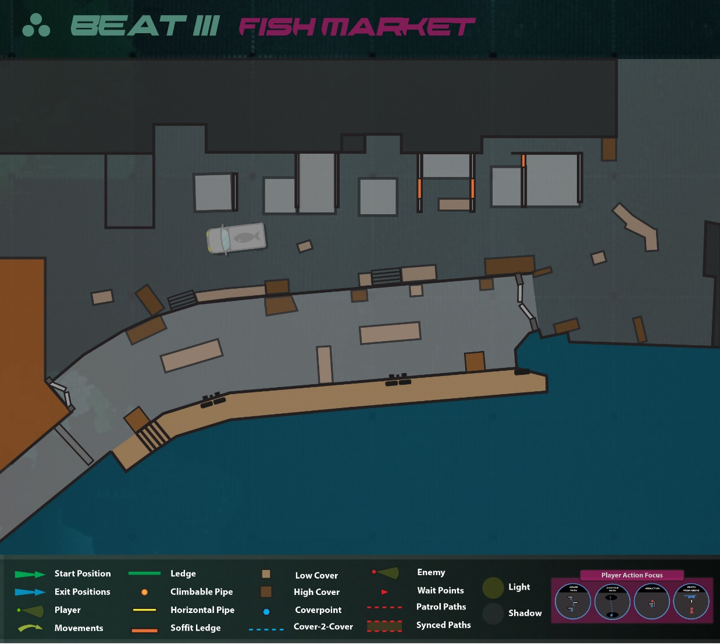 BEAT III FISH MARKET
Start Position
Exit Positions
Player
Movements
Ledge
Climbable Pipe
Horizontal Pipe
Soffit Ledge
Low Cover
High Cover
Coverpoint
Cover-2-Cover
Enemy
Wait Points
Patrol Paths
Synced Paths
Light
Shadow
Player Action Focus